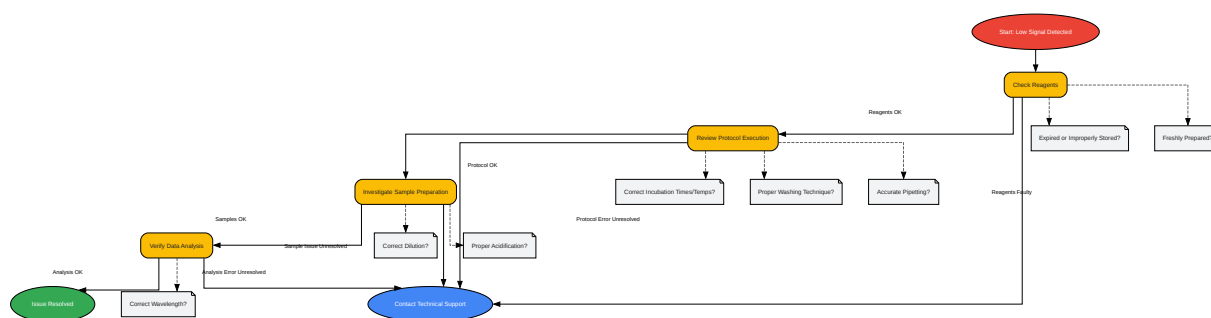 Start: Low Signal Detected
Check Reagents
Reagents OK
Expired or Improperly Stored?
Freshly Prepared?
Review Protocol Execution
Protocol OK
Correct Incubation Times/Temps?
Proper Washing Technique?
Accurate Pipetting?
Reagents Faulty
Investigate Sample Preparation
Samples OK
Protocol Error Unresolved
Verify Data Analysis
Sample Issue Unresolved
Correct Dilution?
Proper Acidification?
Analysis OK
Analysis Error Unresolved
Issue Resolved
Correct Wavelength?
Contact Technical Support